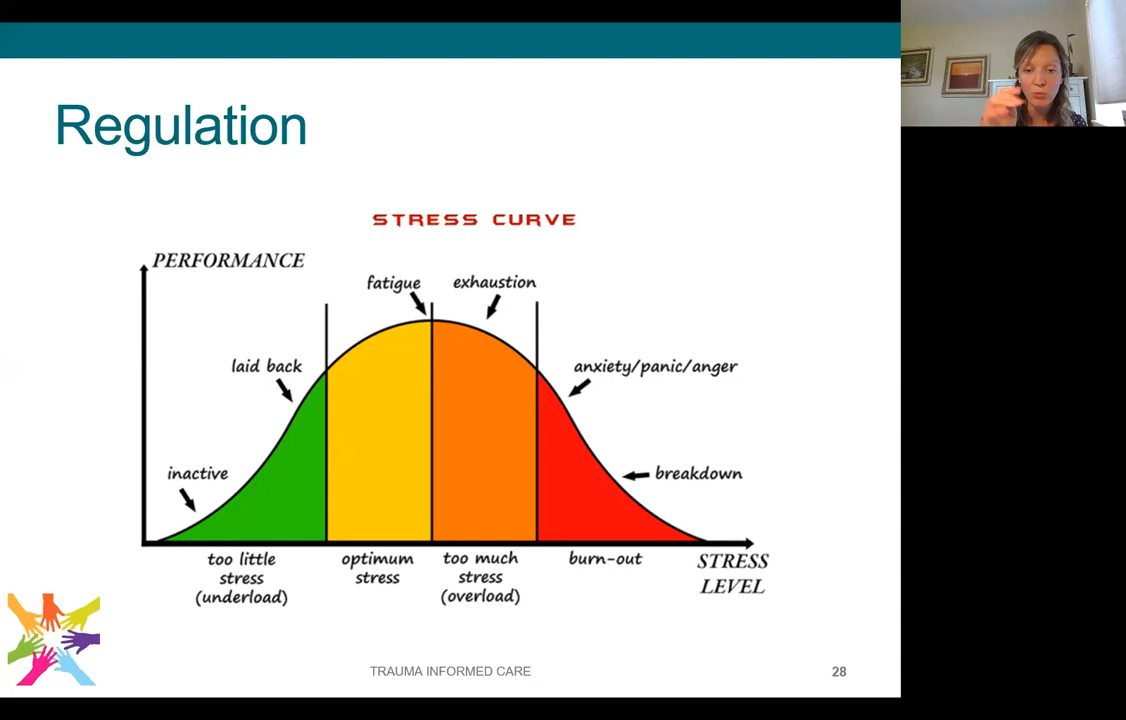 Regulation
STRESS CURVE
PERFORMANCE
fatigue
exhaustion
laid back
anxiety/panic/anger
inactive
breakdown
too little
stress
(underload)
optimum
stress
too much
stress
(overload)
burn-out
STRESS
LEVEL
TRAUMA INFORMED CARE
28